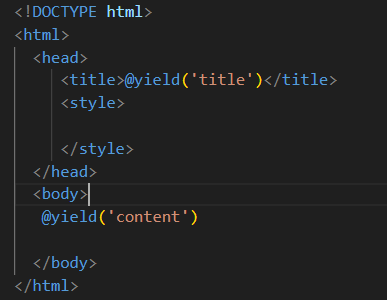 <!DOCTYPE html>
<html>
<head>
<title>@yield('title')</title>
<style>
</style>
</head>
<body>
@yield('content')
</body>
</html>